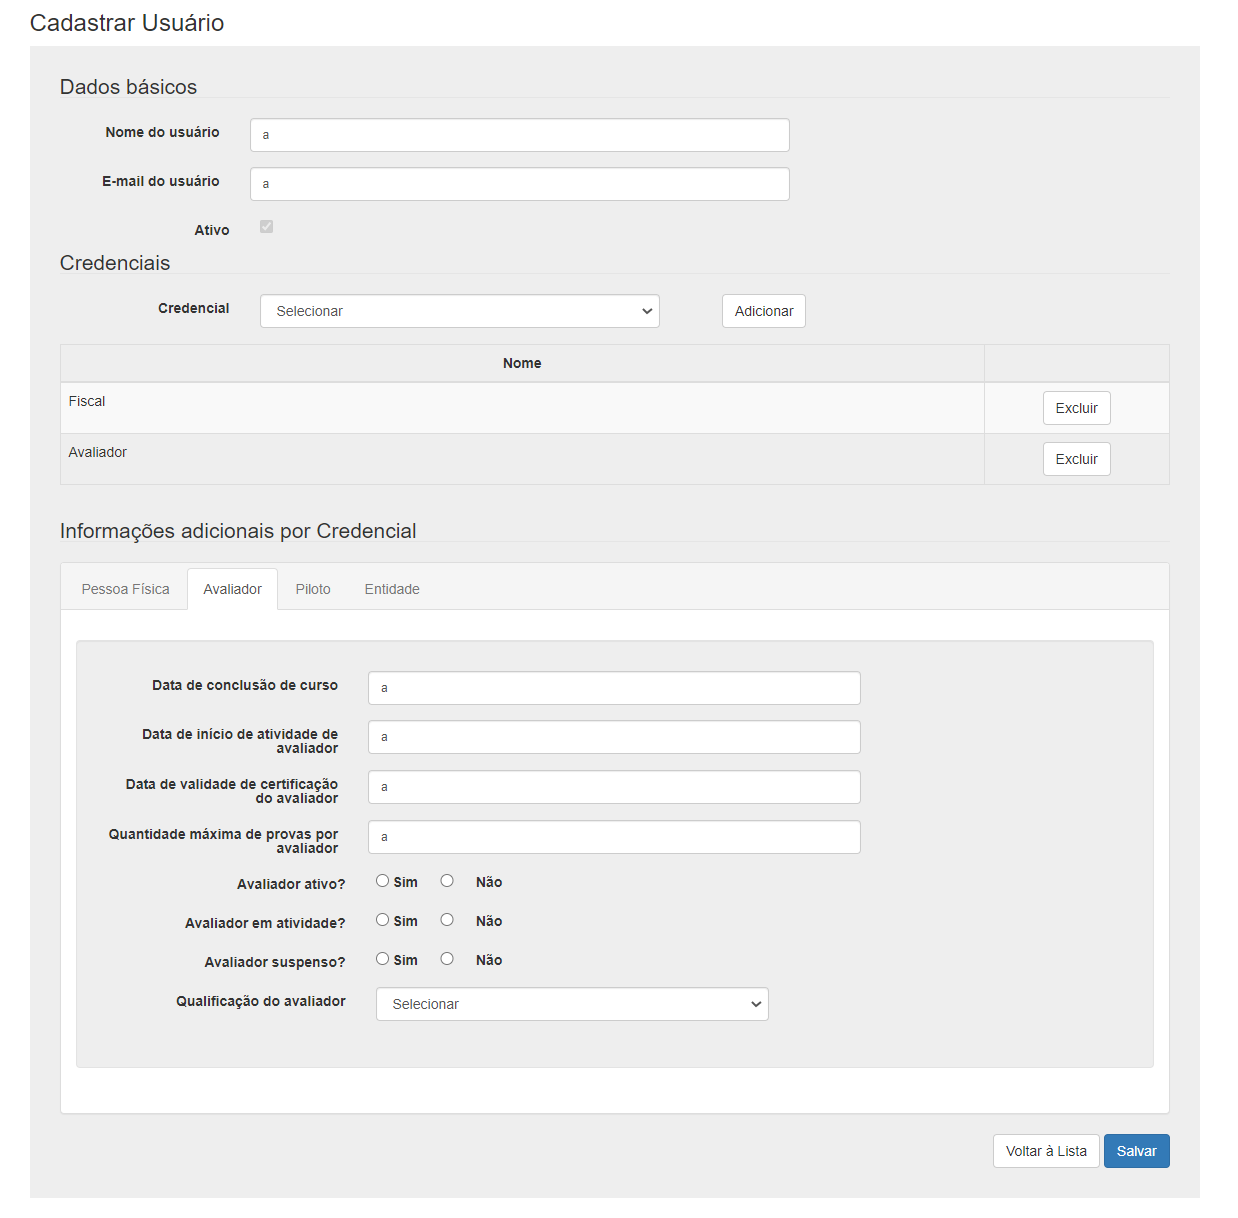 Cadastrar Usuário
Dados básicos
Nome do usuário a
E-mail do usuário a
Ativo
Credenciais
Credencial Selecionar Adicionar
Nome
Fiscal Excluir
Avaliador Excluir
Informações adicionais por Credencial
Pessoa Física Avaliador Piloto Entidade
Data de conclusão de curso a
Data de início de atividade de
avaliador a
Data de validade de certificação
do avaliador a
Quantidade máxima de provas por
avaliador a
Avaliador ativo? Sim Não
Avaliador em atividade? Sim Não
Avaliador suspenso? Sim Não
Qualificação do avaliador Selecionar
Voltar à Lista Salvar